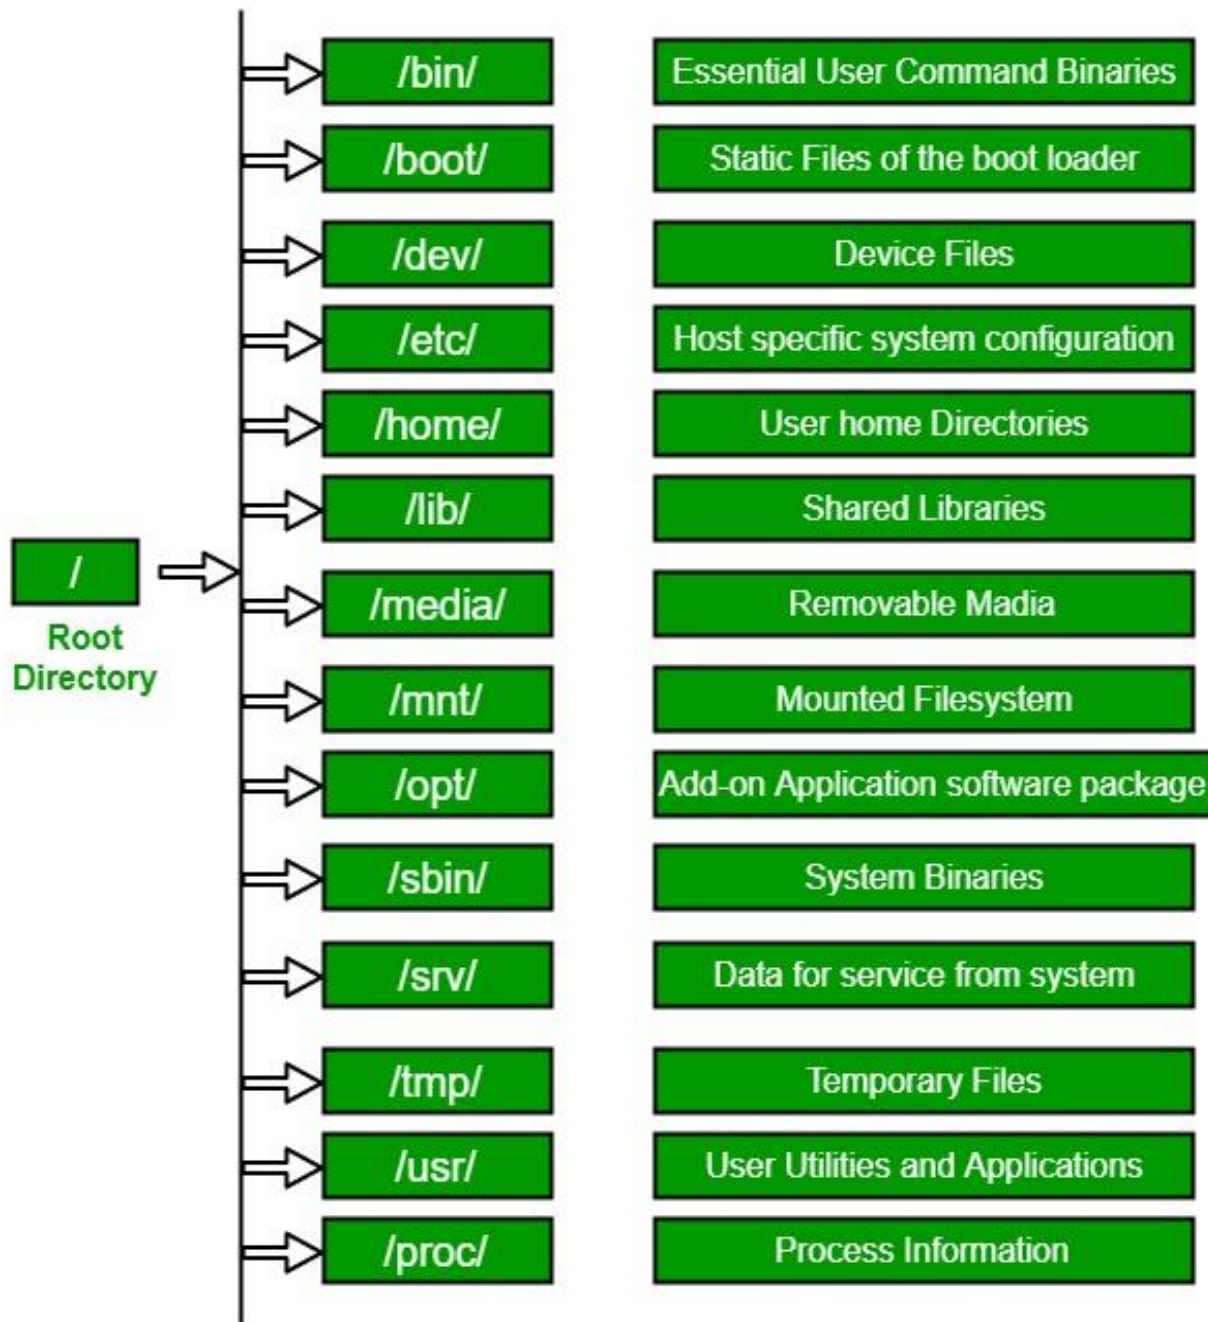 /bin/ Essential User Command Binaries
/boot/ Static Files of the boot loader
/dev/ Device Files
/etc/ Host specific system configuration
/home/ User home Directories
/lib/ Shared Libraries
/
Root
Directory
/media/ Removable Madia
/mnt/ Mounted Filesystem
/opt/ Add-on Application software package
/sbin/ System Binaries
/srv/ Data for service from system
/tmp/ Temporary Files
/usr/ User Utilities and Applications
/proc/ Process Information